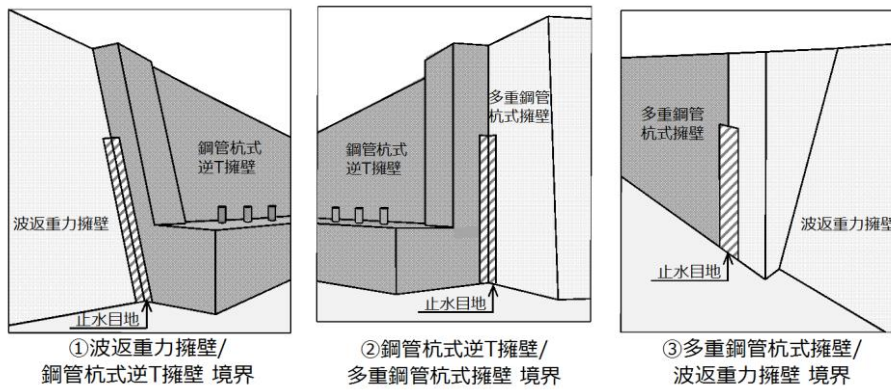 鋼管杭式
逆T擁壁
波返重力擁壁
止水目地
①波返重力擁壁/
鋼管杭式逆T擁壁 境界
多重鋼管
杭式擁壁
鋼管杭式
逆T擁壁
止水目地
②鋼管杭式逆T擁壁/
多重鋼管杭式擁壁 境界
多重鋼管
杭式擁壁
波返重力擁壁
止水目地
③多重鋼管杭式擁壁/
波返重力擁壁 境界